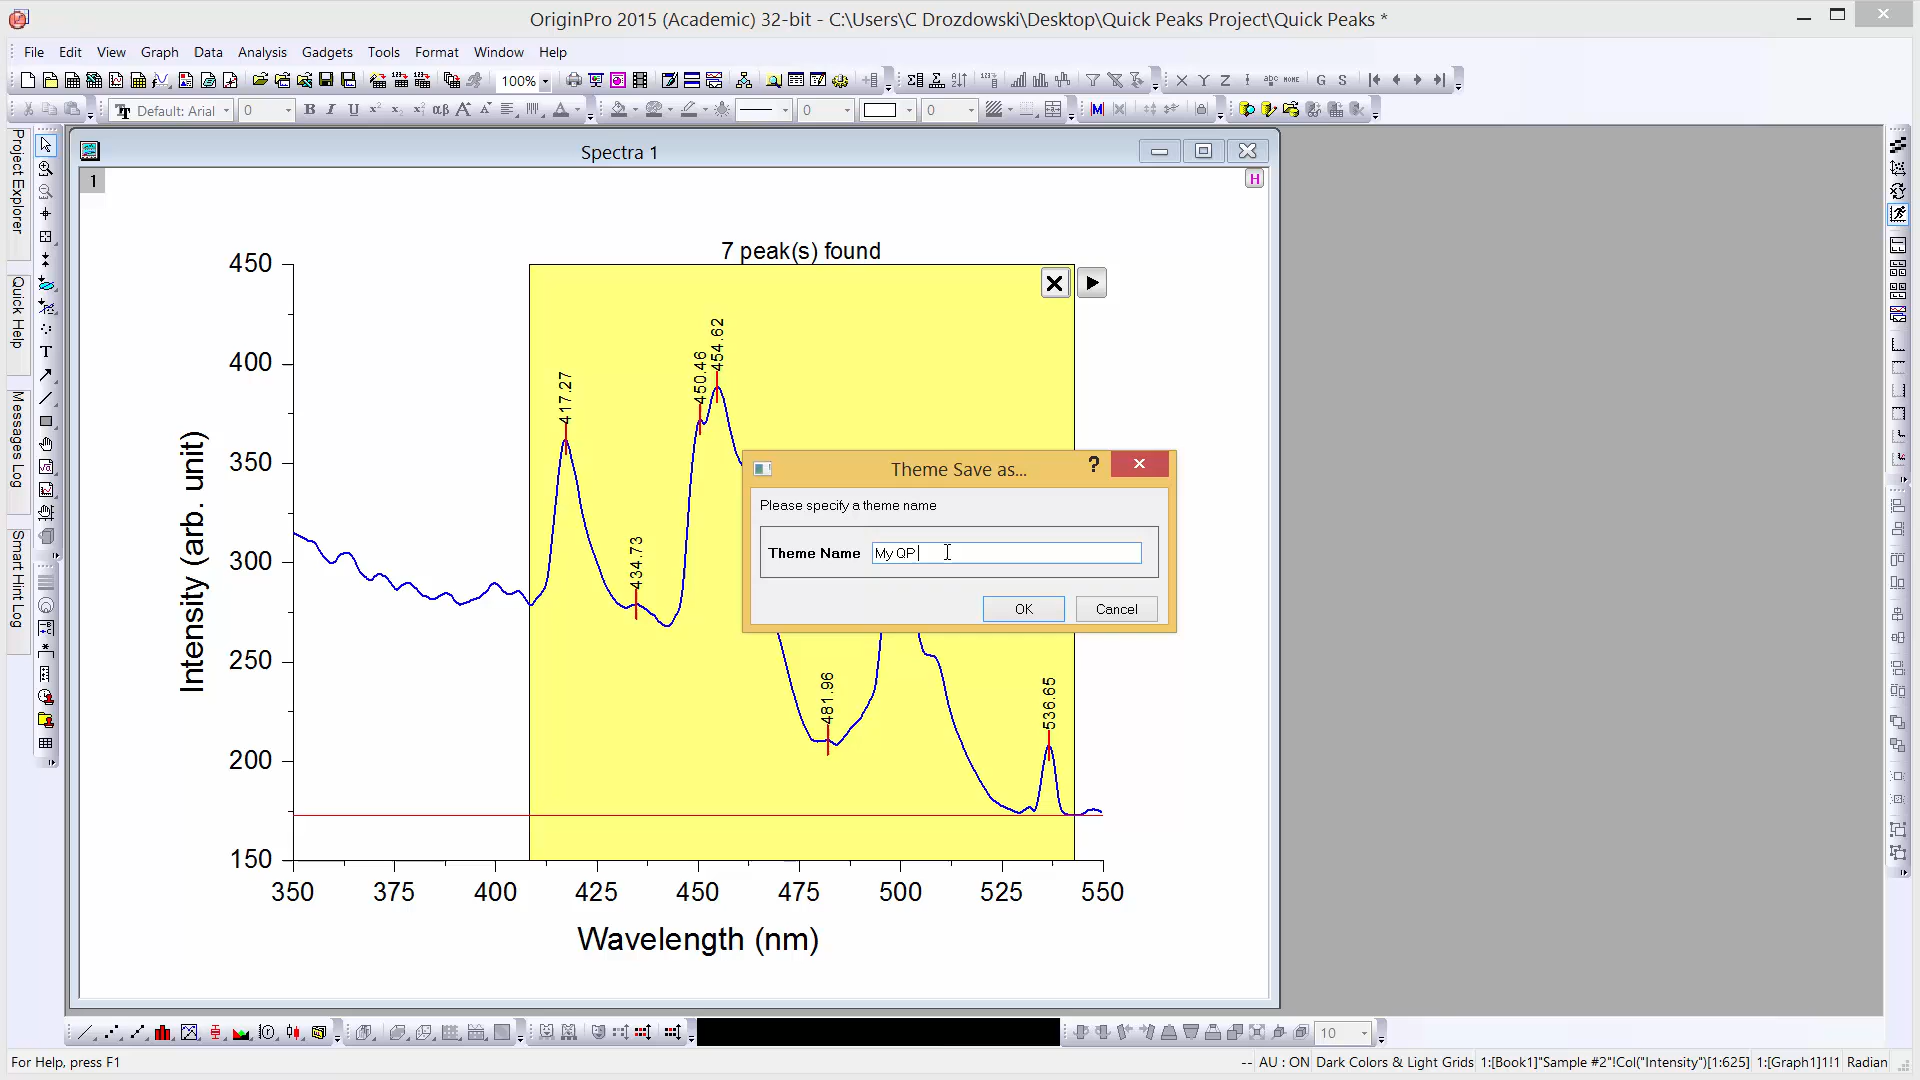 OriginPro 2015 (Academic) 32-bit - C:\Users\C Drozdowski\Desktop\Quick Peaks Project\Quick Peaks *
File Edit View Graph Data Analysis Gadgets Tools Format Window Help
100%
X Y Z
G S
Default: Arial 0
B I U
αβ A
A
0
0
M
Project Explorer
Quick Help
Messages Log
Smart Hint Log
T
Spectra 1
1
H
7 peak(s) found
450
400
350
300
250
200
150
350 375 400 425 450 475 500 525 550
Intensity (arb. unit)
Wavelength (nm)
417.27
434.73
450.46
454.62
481.96
536.65
Theme Save as...
?
Please specify a theme name
Theme Name My QP
OK Cancel
10
For Help, press F1
-- AU : ON Dark Colors & Light Grids 1:[Book1]"Sample #2"!Col("Intensity")[1:625] 1:[Graph1]1!1 Radian